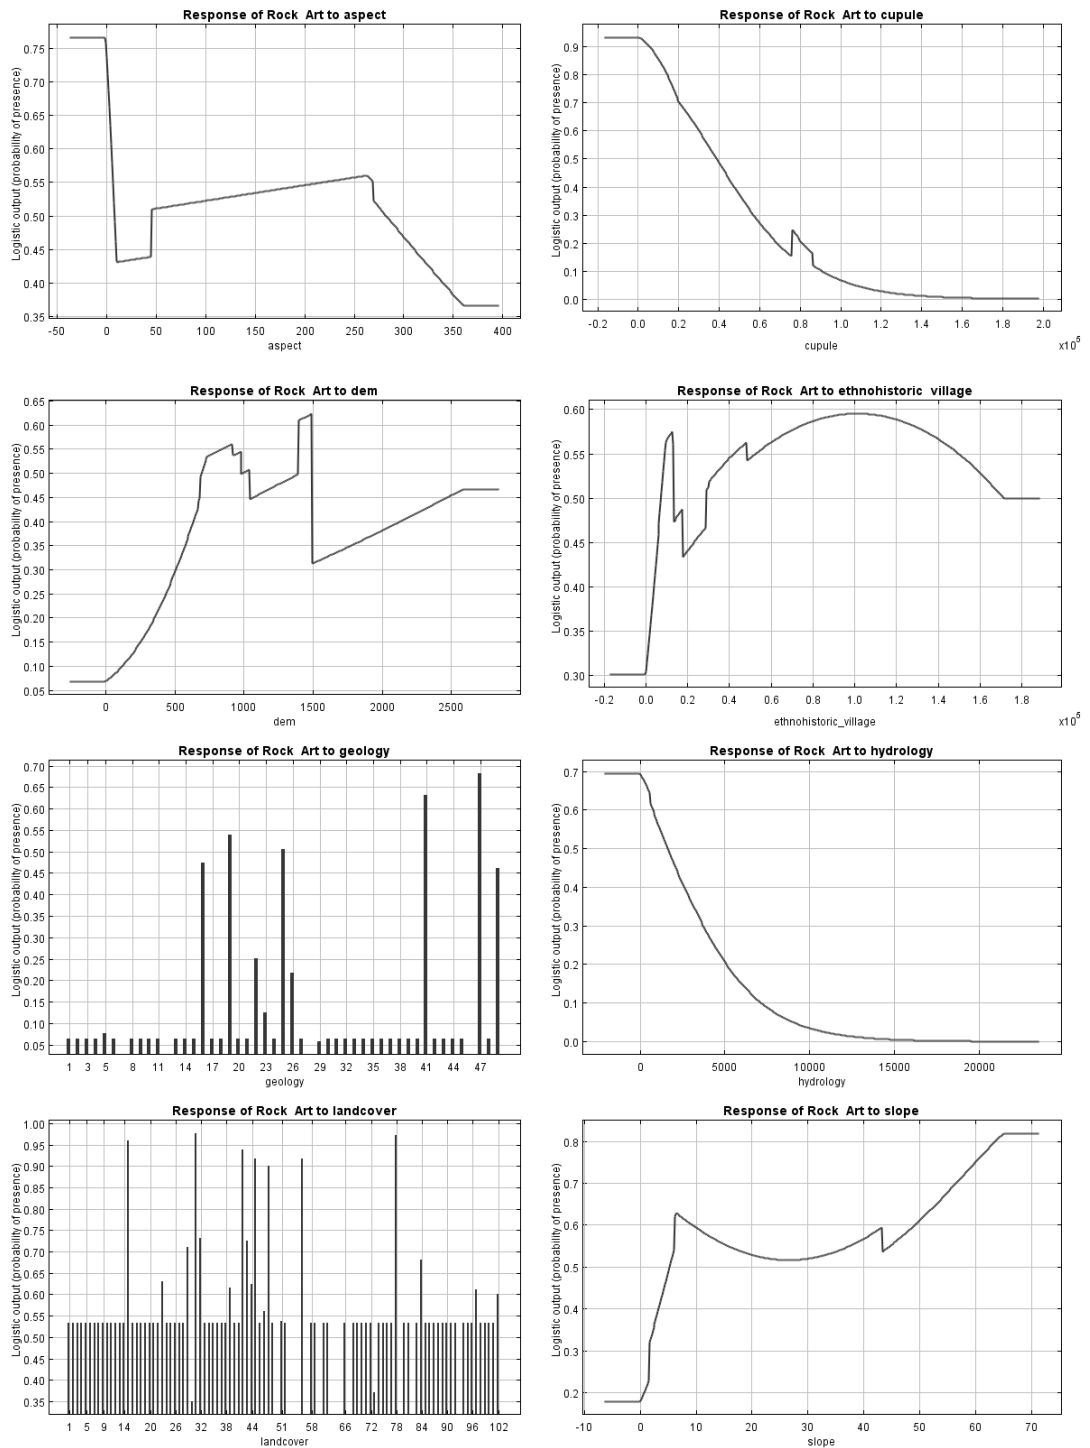 Response of Rock Art to aspect
Logistic output (probability of presence)
0.75
0.70
0.65
0.60
0.55
0.50
0.45
0.40
0.35
-50 0 50 100 150 200 250 300 350 400
aspect
Response of Rock Art to cupule
Logistic output (probability of presence)
0.9
0.8
0.7
0.6
0.5
0.4
0.3
0.2
0.1
0.0
-0.2 0.0 0.2 0.4 0.6 0.8 1.0 1.2 1.4 1.6 1.8 2.0
cupule
x10⁵
Response of Rock Art to dem
Logistic output (probability of presence)
0.65
0.60
0.55
0.50
0.45
0.40
0.35
0.30
0.25
0.20
0.15
0.10
0.05
0 500 1000 1500 2000 2500
dem
Response of Rock Art to ethnohistoric village
Logistic output (probability of presence)
0.60
0.55
0.50
0.45
0.40
0.35
0.30
-0.2 0.0 0.2 0.4 0.6 0.8 1.0 1.2 1.4 1.6 1.8
ethnohistoric_village
x10⁵
Response of Rock Art to geology
Logistic output (probability of presence)
0.70
0.65
0.60
0.55
0.50
0.45
0.40
0.35
0.30
0.25
0.20
0.15
0.10
0.05
1 3 5 8 11 14 17 20 23 26 29 32 35 38 41 44 47
geology
Response of Rock Art to hydrology
Logistic output (probability of presence)
0.7
0.6
0.5
0.4
0.3
0.2
0.1
0.0
0 5000 10000 15000 20000
hydrology
Response of Rock Art to landcover
Logistic output (probability of presence)
1.00
0.95
0.90
0.85
0.80
0.75
0.70
0.65
0.60
0.55
0.50
0.45
0.40
0.35
1 5 9 14 20 26 32 38 44 51 58 66 72 78 84 90 96 102
landcover
Response of Rock Art to slope
Logistic output (probability of presence)
0.8
0.7
0.6
0.5
0.4
0.3
0.2
-10 0 10 20 30 40 50 60 70
slope